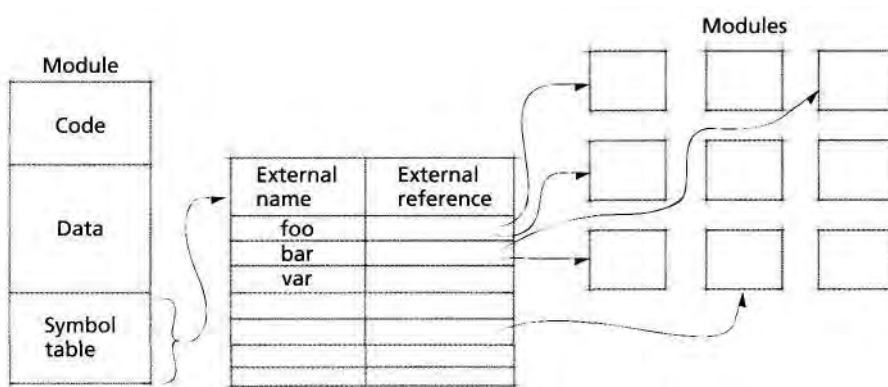 Modules
Module
Code
Data
Symbol
table
External
name
External
reference
foo
bar
var